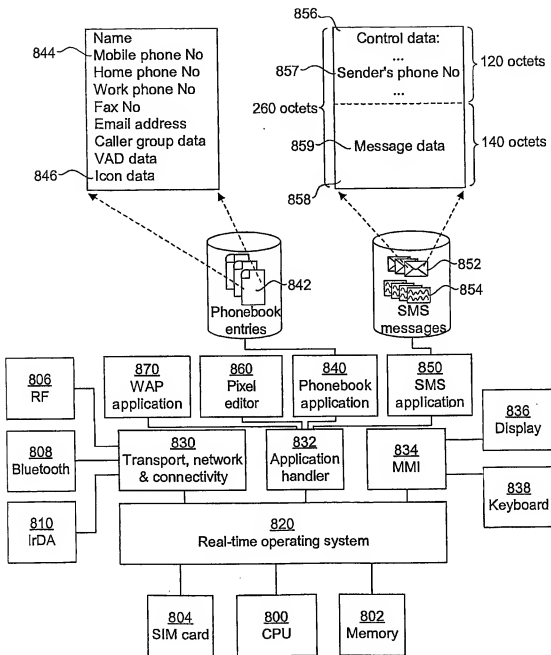 844
Name
Mobile phone No
Home phone No
Work phone No
Fax No
Email address
Caller group data
VAD data
846
Icon data
856
Control data:
...
857
Sender's phone No
...
120 octets
260 octets
859
Message data
140 octets
858
842
Phonebook
entries
852
854
SMS
messages
806
RF
870
WAP
application
860
Pixel
editor
840
Phonebook
application
850
SMS
application
836
Display
808
Bluetooth
830
Transport, network
& connectivity
832
Application
handler
834
MMI
838
Keyboard
810
IrDA
820
Real-time operating system
804
SIM card
800
CPU
802
Memory